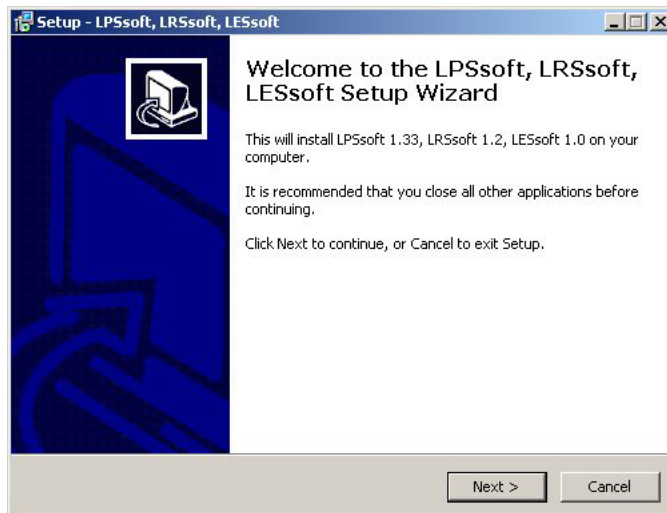 Setup - LPSsoft, LRSsoft, LESsoft
Welcome to the LPSsoft, LRSsoft,
LESsoft Setup Wizard
This will install LPSsoft 1.33, LRSsoft 1.2, LESsoft 1.0 on your
computer.
It is recommended that you close all other applications before
continuing.
Click Next to continue, or Cancel to exit Setup.
Next >
Cancel